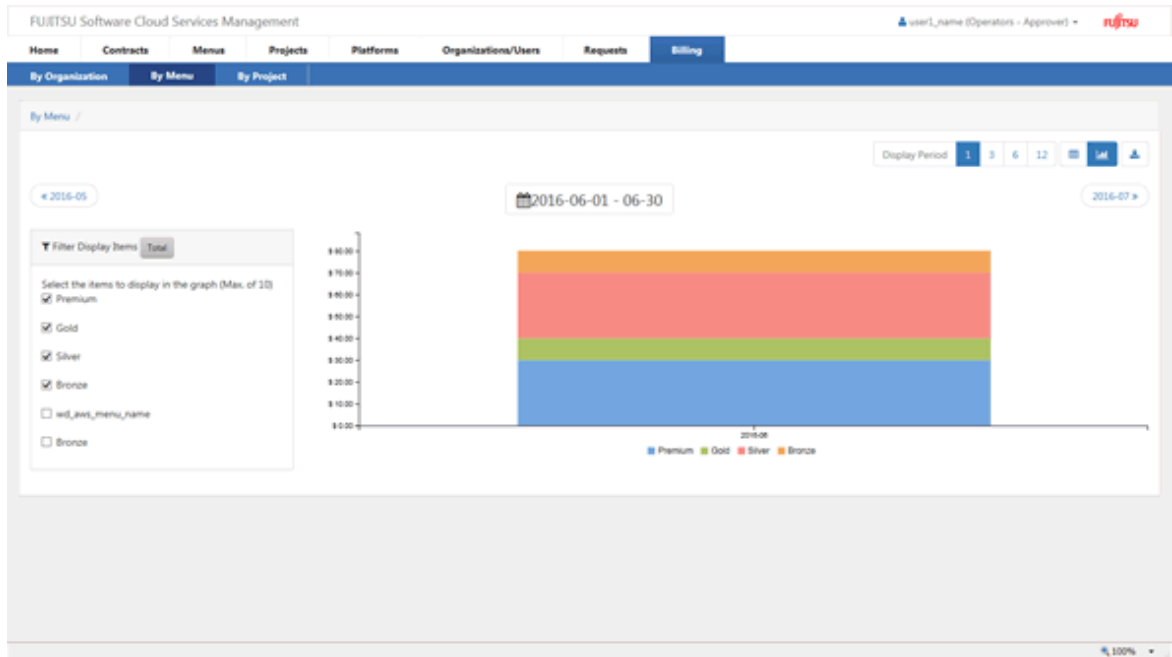 FUJITSU Software Cloud Services Management
user1_name (Operators - Approver)
FUJITSU
Home Contracts Menus Projects Platforms Organizations/Users Requests Billing
By Organization By Menu By Project
By Menu /
Display Period 1 3 6 12
« 2016-05
2016-06-01 - 06-30
2016-07 »
Filter Display Items Total
Select the items to display in the graph (Max. of 10)
Premium
Gold
Silver
Bronze
wd_aws_menu_name
Bronze
$ 80.00
$ 70.00
$ 60.00
$ 50.00
$ 40.00
$ 30.00
$ 20.00
$ 10.00
$ 0.00
2016-06
Premium Gold Silver Bronze
100%